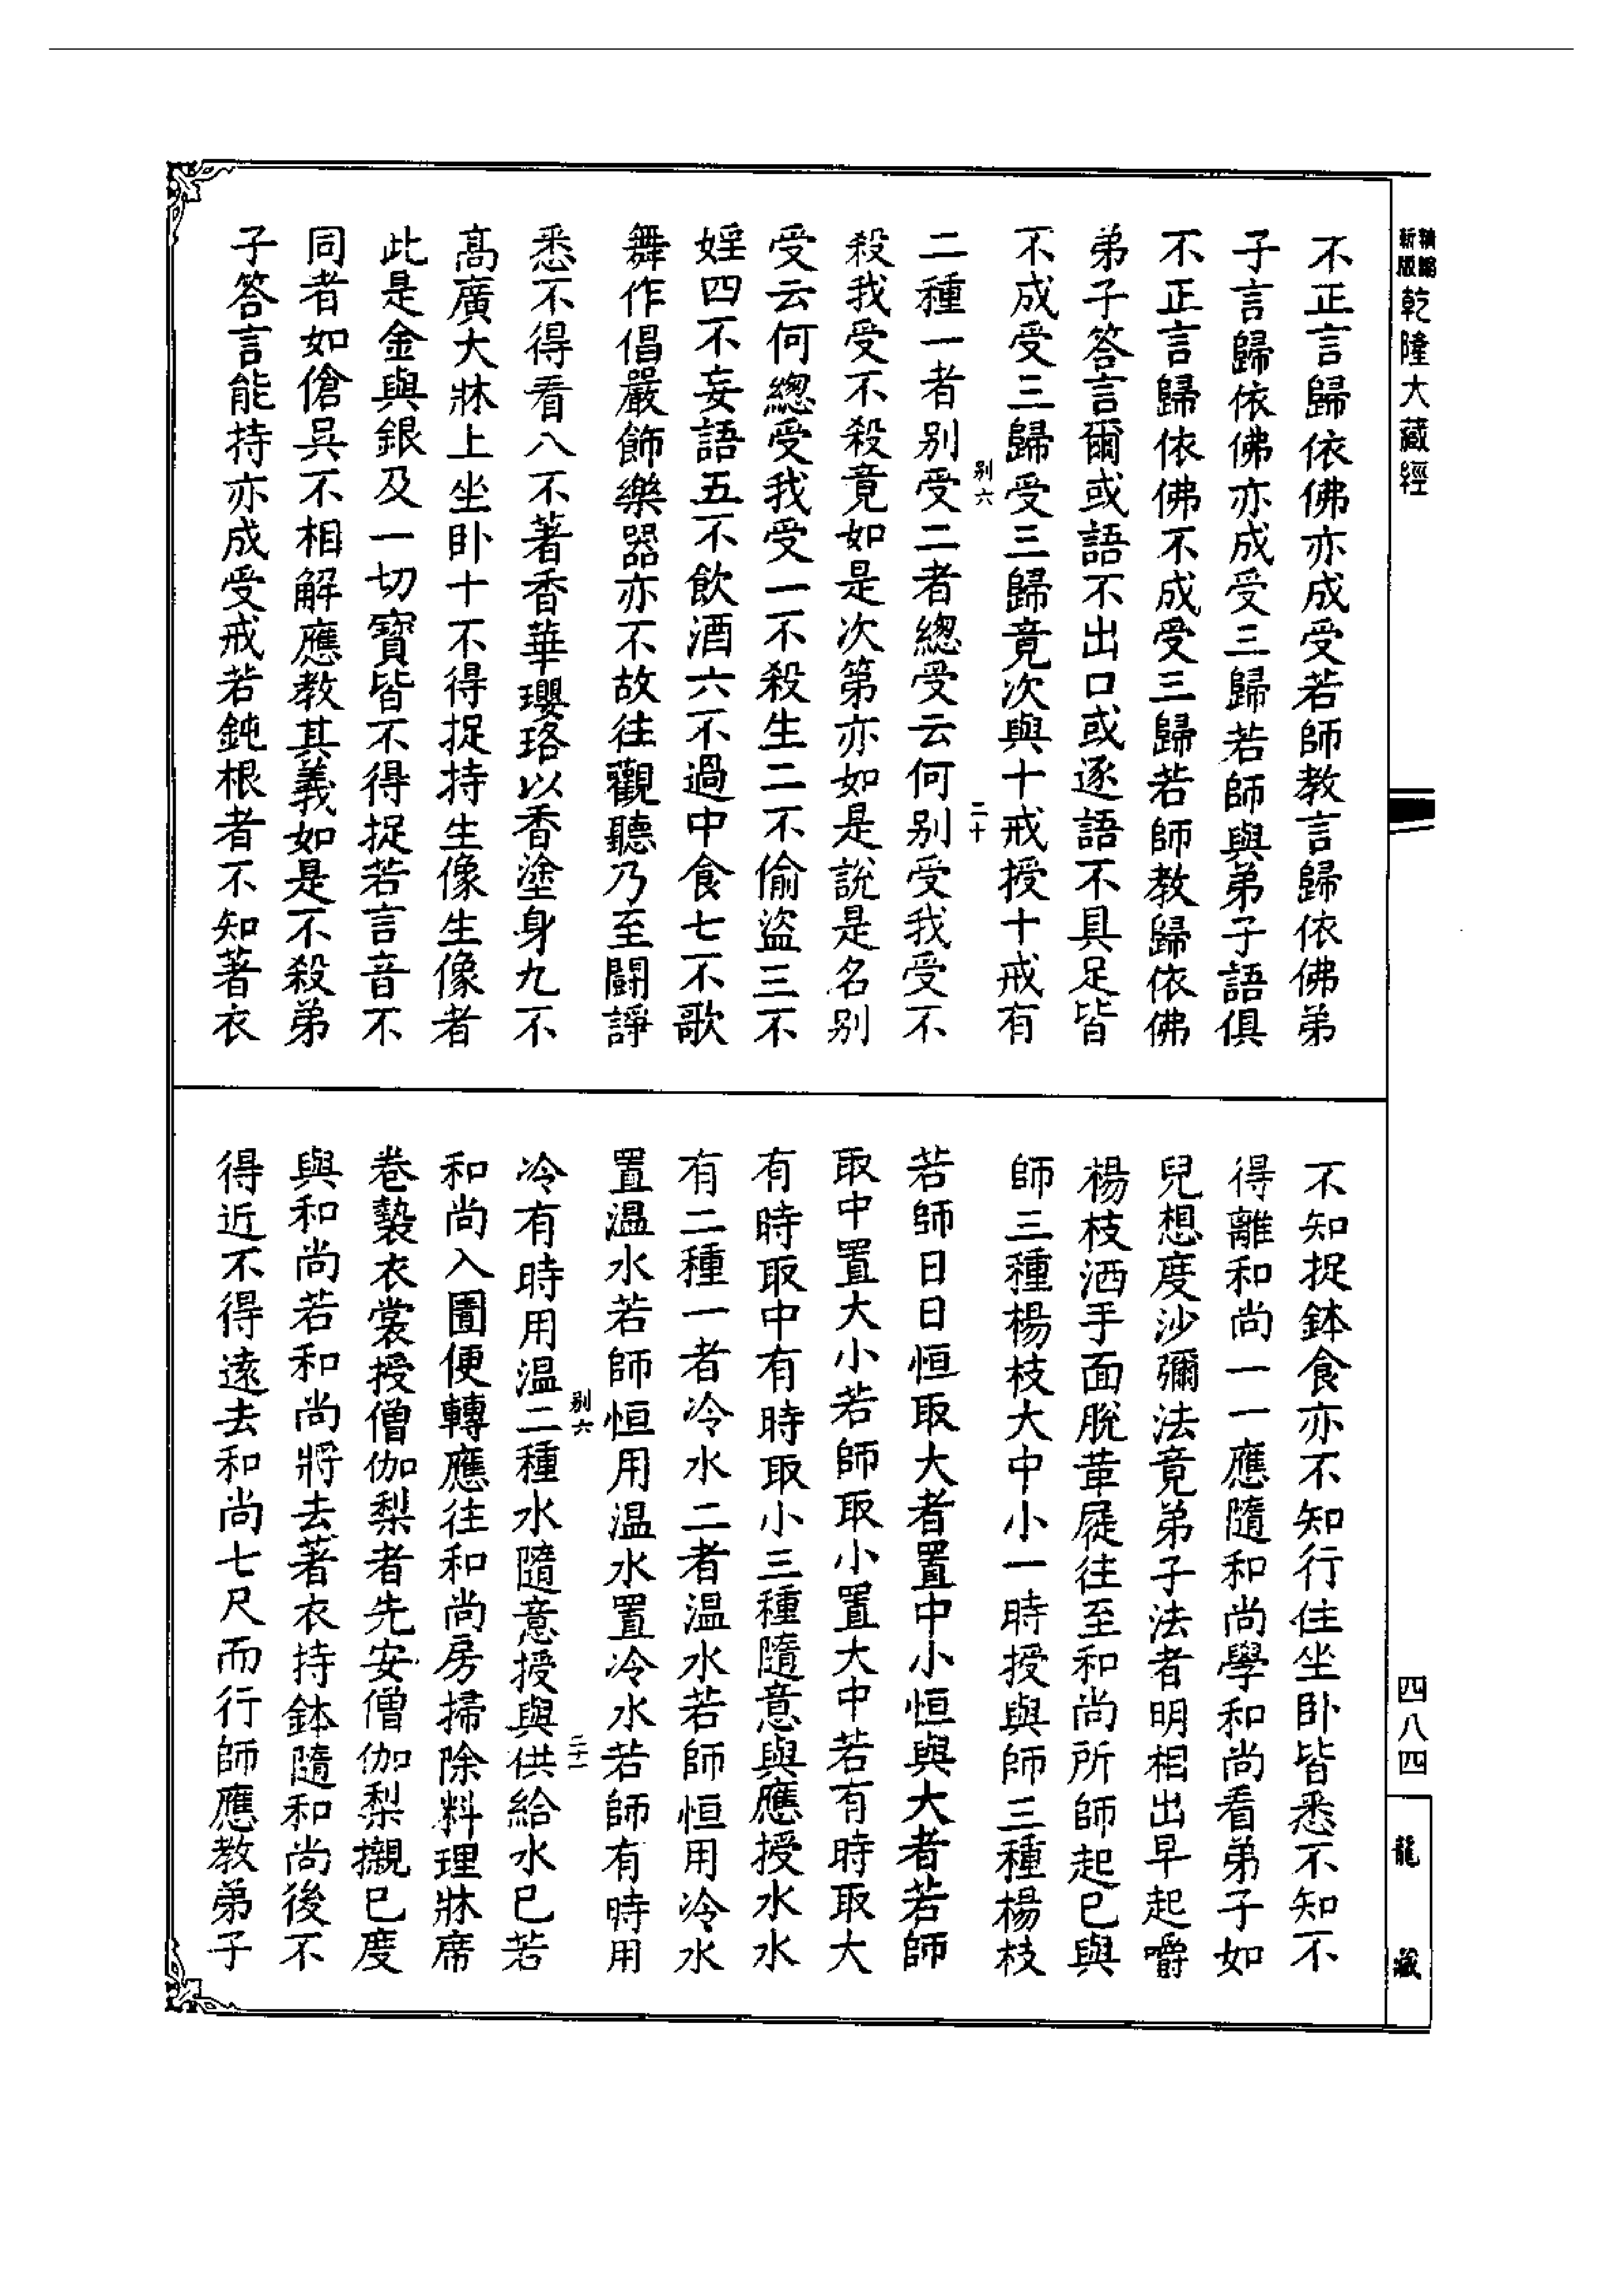 精縮新版乾隆大藏經
不正言歸依佛亦成受若師教言歸依佛弟
子言歸依佛亦成受三歸若師與弟子語俱
不正言歸依佛不成受三歸若師教歸依佛
弟子答言爾或語不出口或逐語不具足皆
不成受三歸受三歸竟次與十戒授十戒有
別六 二十
二種一者別受二者緫受云何別受我受不
殺我受不殺竟如是次第亦如是說是名別
受云何緫受我受一不殺生二不偷盜三不
婬四不妄語五不飲酒六不過中食七不歌
舞作倡嚴飾樂器亦不故往觀聽乃至鬪諍
悉不得看八不著香華瓔珞以香塗身九不
高廣大牀上坐卧十不得捉持生像生像者
此是金與銀及一切寶皆不得捉若言音不
同者如傖吳不相解應教其義如是不殺弟
子答言能持亦成受戒若鈍根者不知著衣
不知捉鉢食亦不知行住坐卧皆悉不知不
得離和尚一一應隨和尚學和尚看弟子如
兒想度沙彌法竟弟子法者明相出早起嚼
楊枝洒手面脫革屣往至和尚所師起已與
師三種楊枝大中小一時授與師三種楊枝
若師日日恒取大者置中小恒與大者若師
取中置大小若師取小置大中若有時取大
有時取中有時取小三種隨意與應授水水
有二種一者冷水二者温水若師恒用冷水
置温水若師恒用温水置冷水若師有時用
別六 二十一
冷有時用温二種水隨意授與供給水已若
和尚入圊便轉應往和尚房掃除料理牀席
卷褺衣裳授僧伽梨者先安僧伽梨襯已度
與和尚若和尚將去著衣持鉢隨和尚後不
得近不得遠去和尚七尺而行師應教弟子
四八四
龍藏